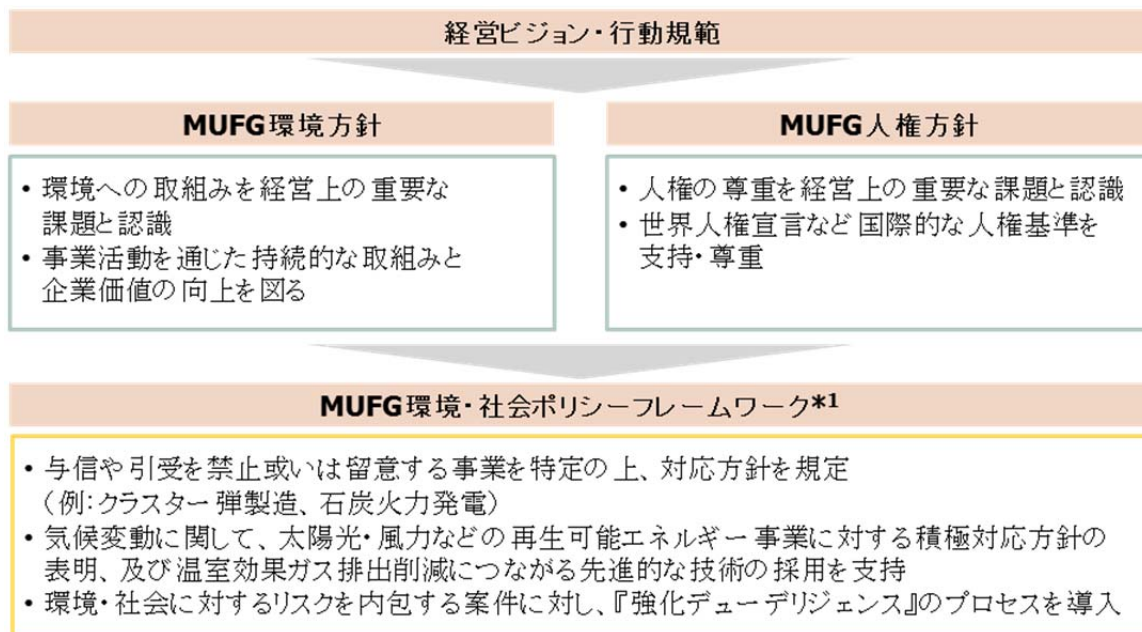 経営ビジョン・行動規範
MUFG環境方針
・環境への取組みを経営上の重要な
課題と認識
・事業活動を通じた持続的な取組みと
企業価値の向上を図る
MUFG人権方針
・人権の尊重を経営上の重要な課題と認識
・世界人権宣言など国際的な人権基準を
支持・尊重
MUFG環境・社会ポリシーフレームワーク*1
・与信や引受を禁止或いは留意する事業を特定の上、対応方針を規定
（例：クラスター弾製造、石炭火力発電）
・気候変動に関して、太陽光・風力などの再生可能エネルギー事業に対する積極対応方針の
表明、及び温室効果ガス排出削減につながる先進的な技術の採用を支持
・環境・社会に対するリスクを内包する案件に対し、『強化デューデリジェンス』のプロセスを導入